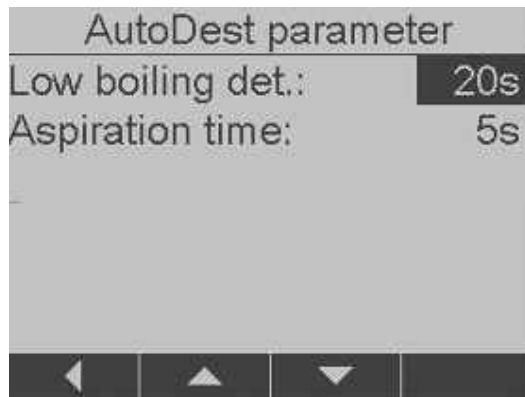 AutoDest parameter
Low boiling det.: 20s
Aspiration time: 5s